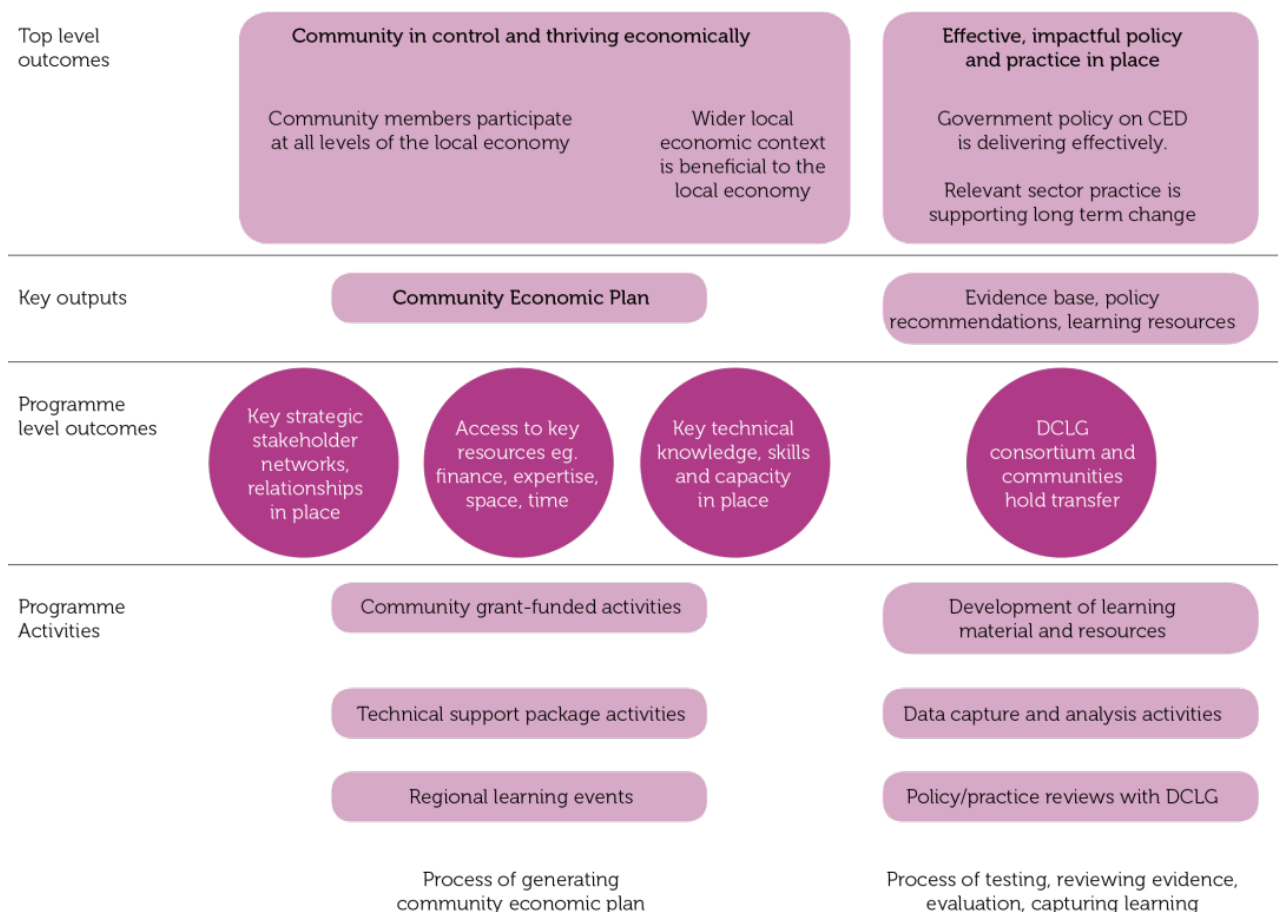 Top level
outcomes
Community in control and thriving economically
Community members participate
at all levels of the local economy
Wider local
economic context
is beneficial to the
local economy
Effective, impactful policy
and practice in place
Government policy on CED
is delivering effectively.
Relevant sector practice is
supporting long term change
Key outputs
Community Economic Plan
Evidence base, policy
recommendations, learning resources
Programme
level outcomes
Key strategic
stakeholder
networks,
relationships
in place
Access to key
resources eg.
finance, expertise,
space, time
Key technical
knowledge, skills
and capacity
in place
DCLG
consortium and
communities
hold transfer
Programme
Activities
Community grant-funded activities
Technical support package activities
Regional learning events
Development of learning
material and resources
Data capture and analysis activities
Policy/practice reviews with DCLG
Process of generating
community economic plan
Process of testing, reviewing evidence,
evaluation, capturing learning